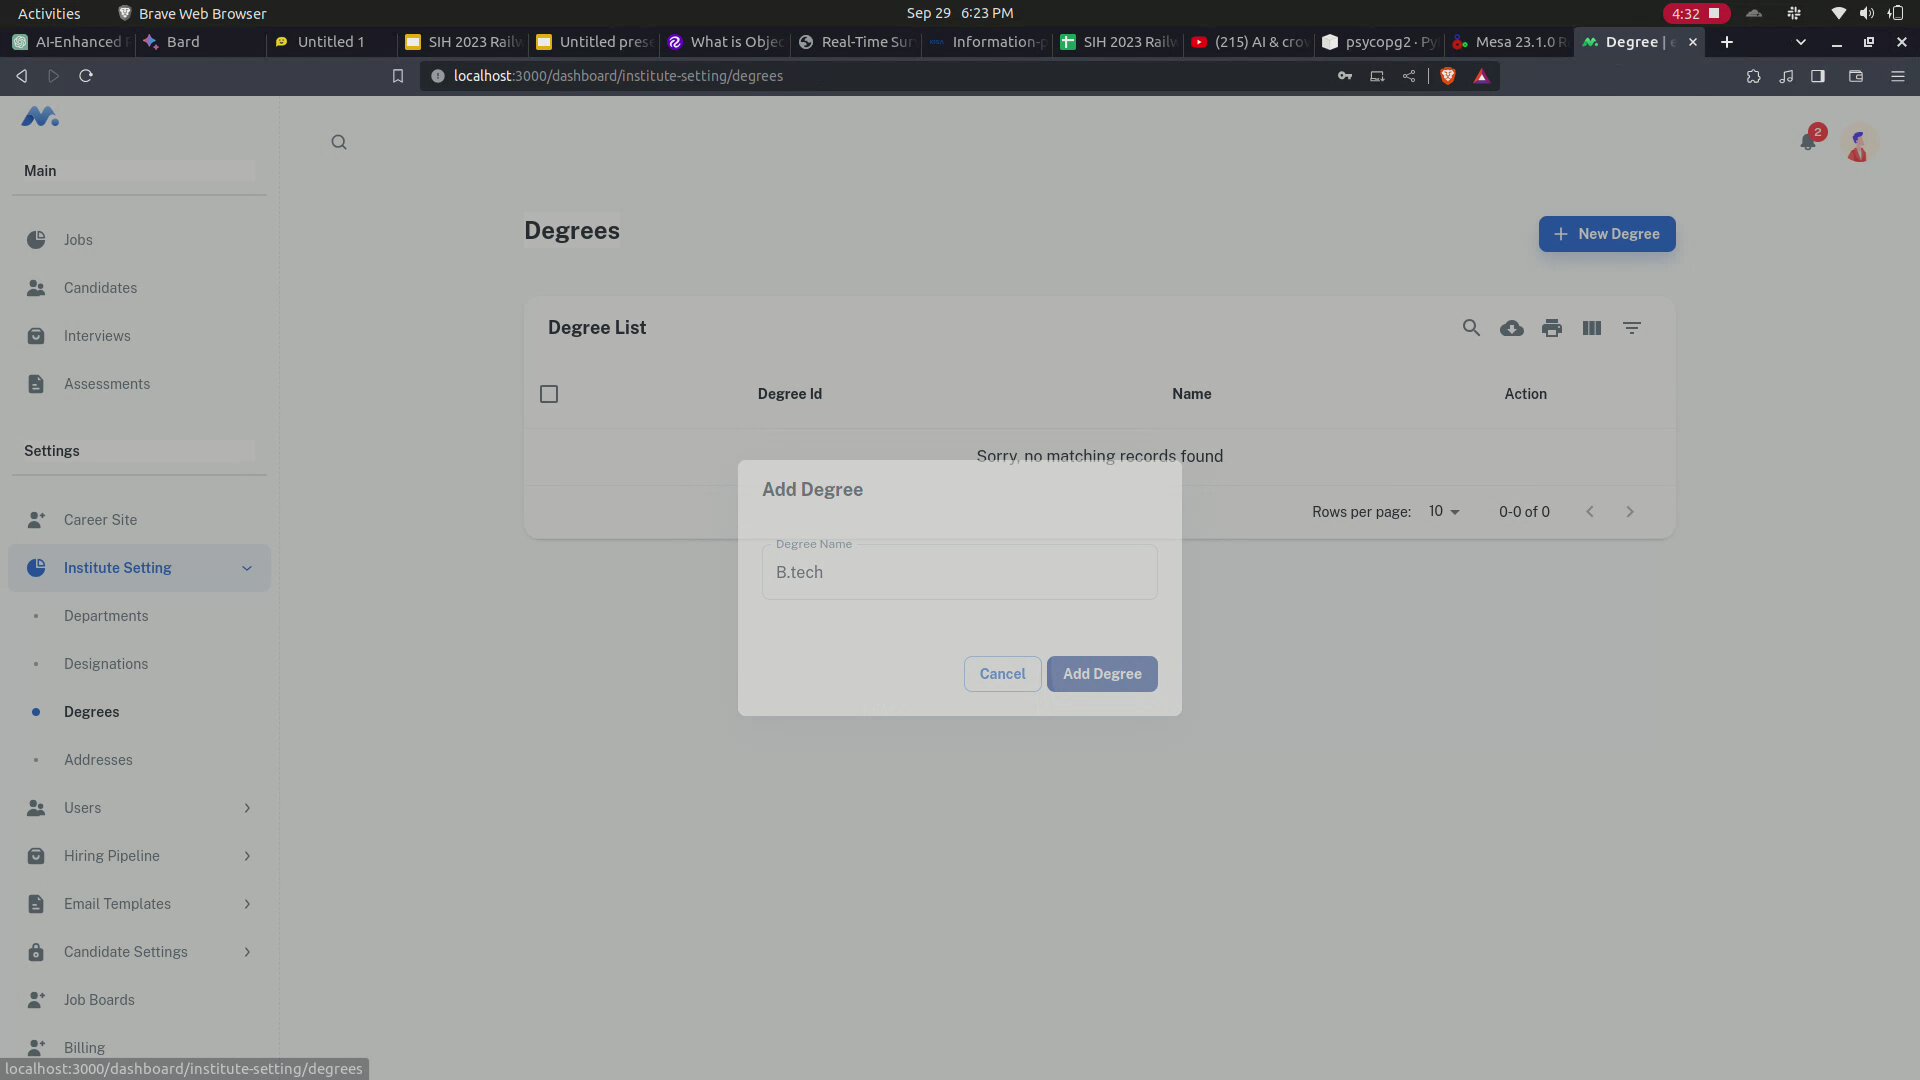 Activities
Brave Web Browser
Sep 29 6:23 PM
4:32
AI-Enhanced
Bard
Untitled 1
SIH 2023 Railw
Untitled prese
What is Objec
Real-Time Sur
Information-p
SIH 2023 Railw
(215) AI & crow
psycopg2 · Py
Mesa 23.1.0 R
Degree |
localhost:3000/dashboard/institute-setting/degrees
2
Main
Jobs
Candidates
Interviews
Assessments
Settings
Career Site
Institute Setting
Departments
Designations
Degrees
Addresses
Users
Hiring Pipeline
Email Templates
Candidate Settings
Job Boards
Billing
Degrees
New Degree
Degree List
Degree Id
Name
Action
Sorry, no matching records found
Rows per page:
10
0-0 of 0
Add Degree
Degree Name
B.tech
Cancel
Add Degree
localhost:3000/dashboard/institute-setting/degrees